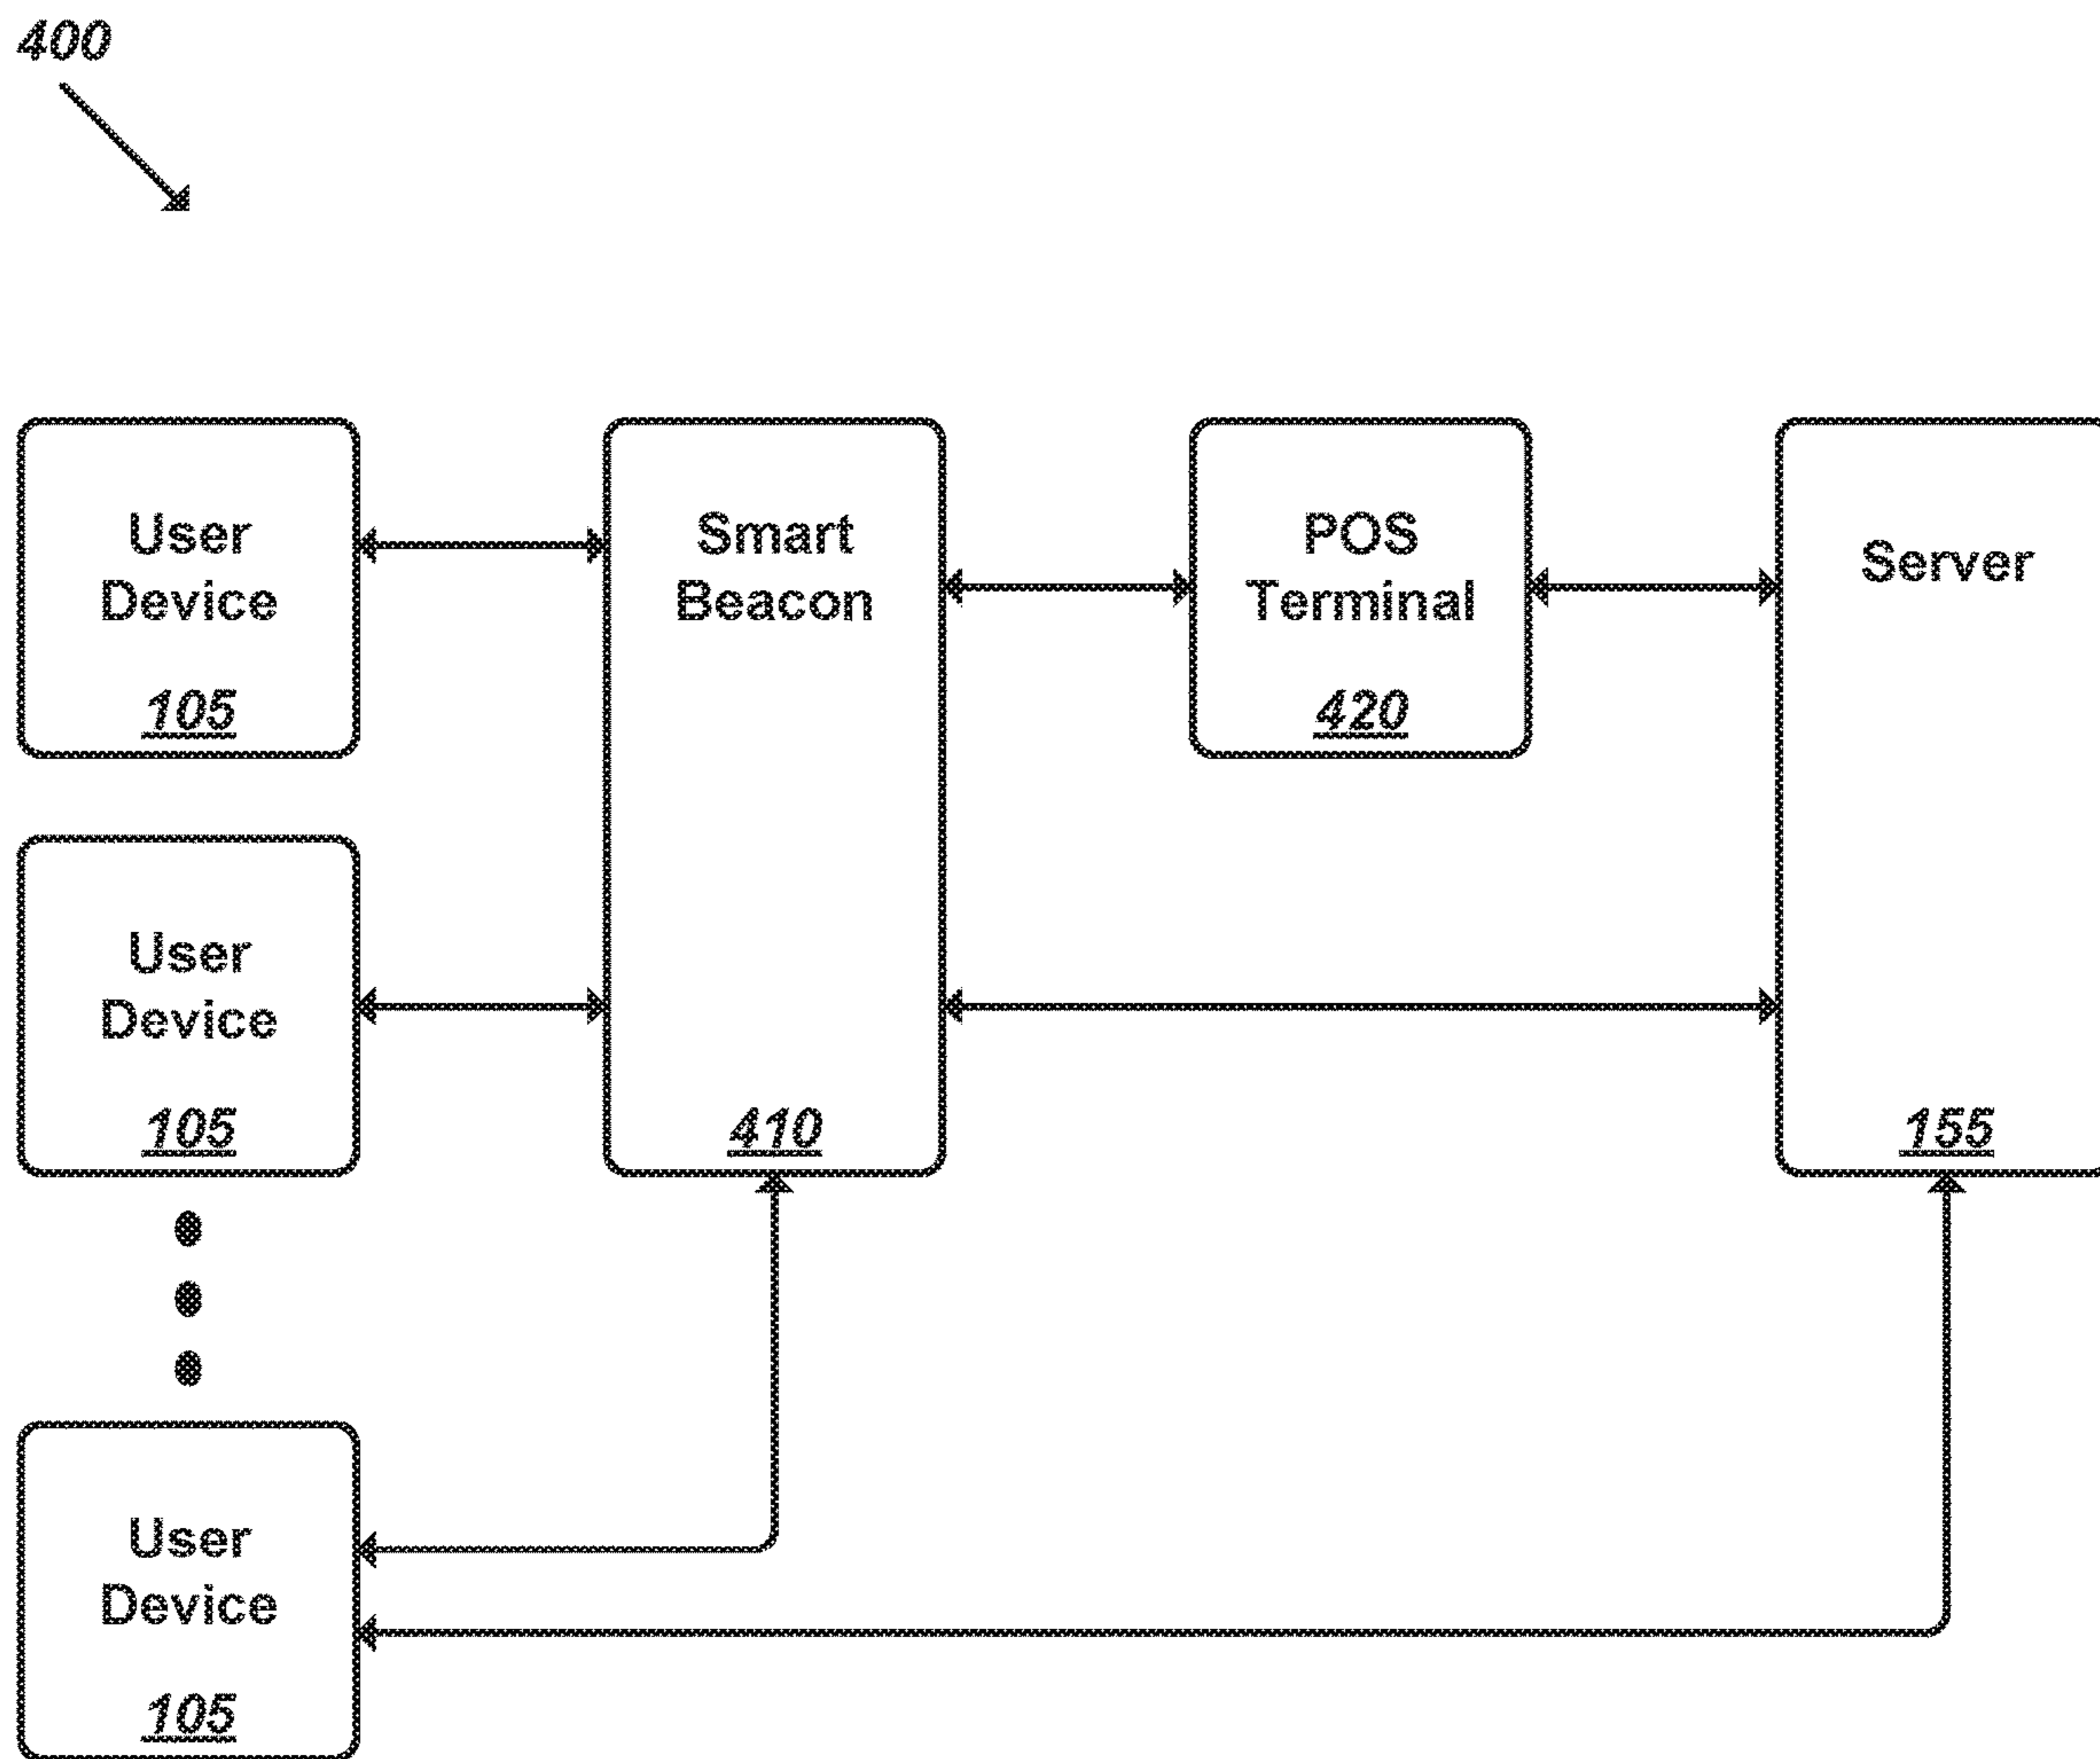 400
User
Device
105
Smart
Beacon
410
POS
Terminal
420
Server
155
User
Device
105
User
Device
105